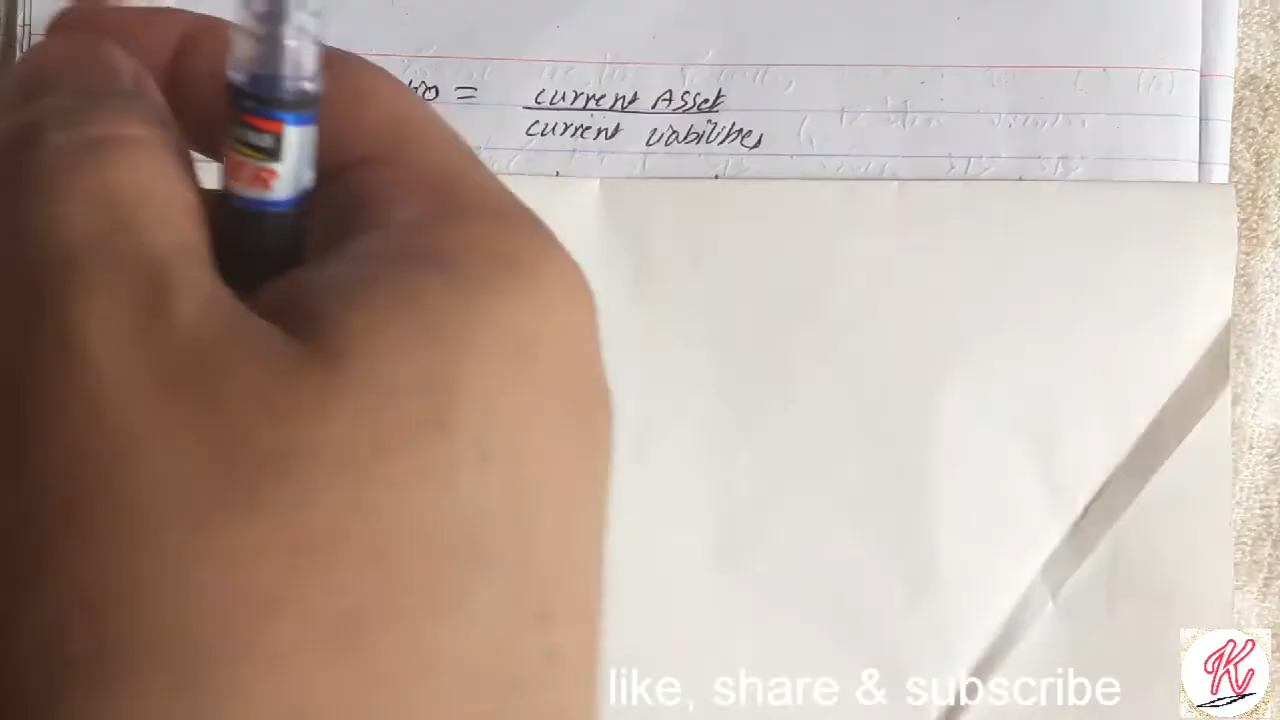 = current Asset
current liabilities
like, share & subscribe
K